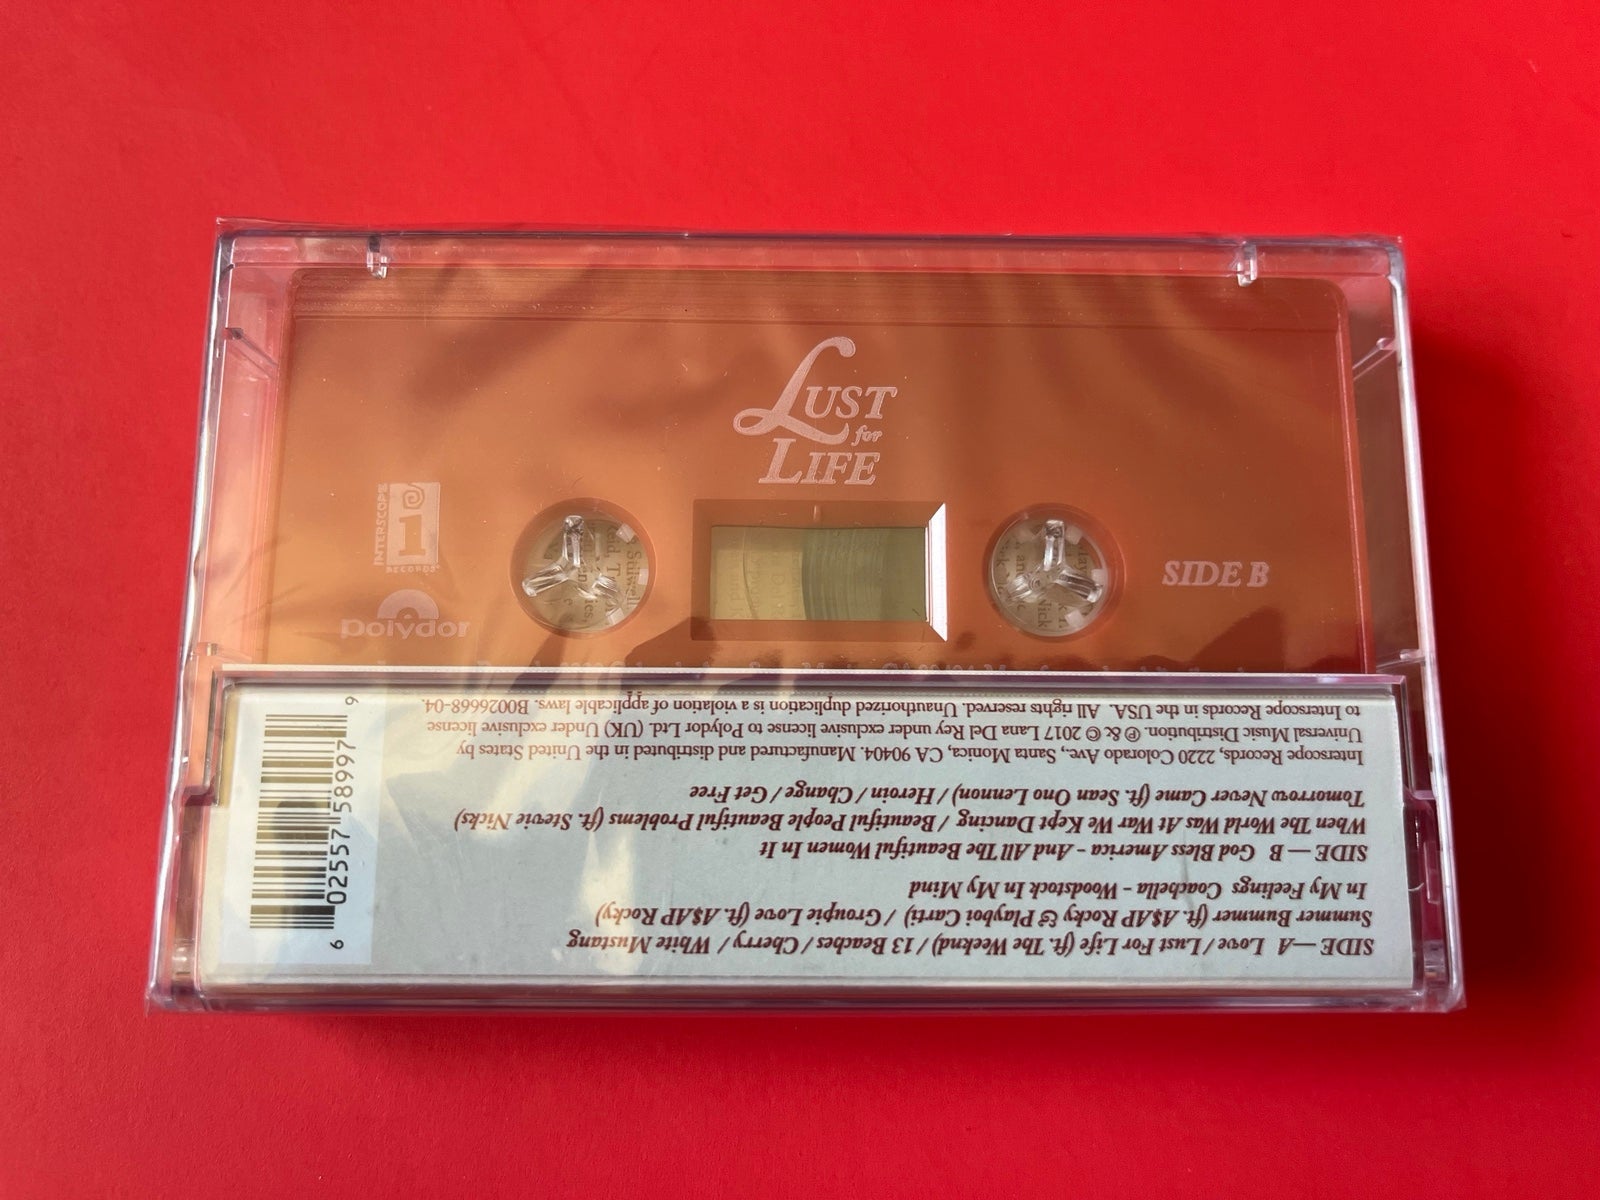 LUST
for
LIFE
INTERSCOPE
RECORDS
polydor
SIDE B
SIDE — A Love / Lust For Life (ft. The Weeknd) / 13 Beaches / Cherry / White Mustang
Summer Bummer (ft. A$AP Rocky & Playboi Carti) / Groupie Love (ft. A$AP Rocky)
In My Feelings Coachella - Woodstock In My Mind
SIDE — B God Bless America - And All The Beautiful Women In It
When The World Was At War We Kept Dancing / Beautiful People Beautiful Problems (ft. Stevie Nicks)
Tomorrow Never Came (ft. Sean Ono Lennon) / Heroin / Change / Get Free
Interscope Records, 2220 Colorado Ave., Santa Monica, CA 90404. Manufactured and distributed in the United States by
Universal Music Distribution. ℗ & © 2017 Lana Del Rey under exclusive license to Polydor Ltd. (UK) Under exclusive license
to Interscope Records in the USA. All rights reserved. Unauthorized duplication is a violation of applicable laws. B0026668-04.
6 02557 58997 9